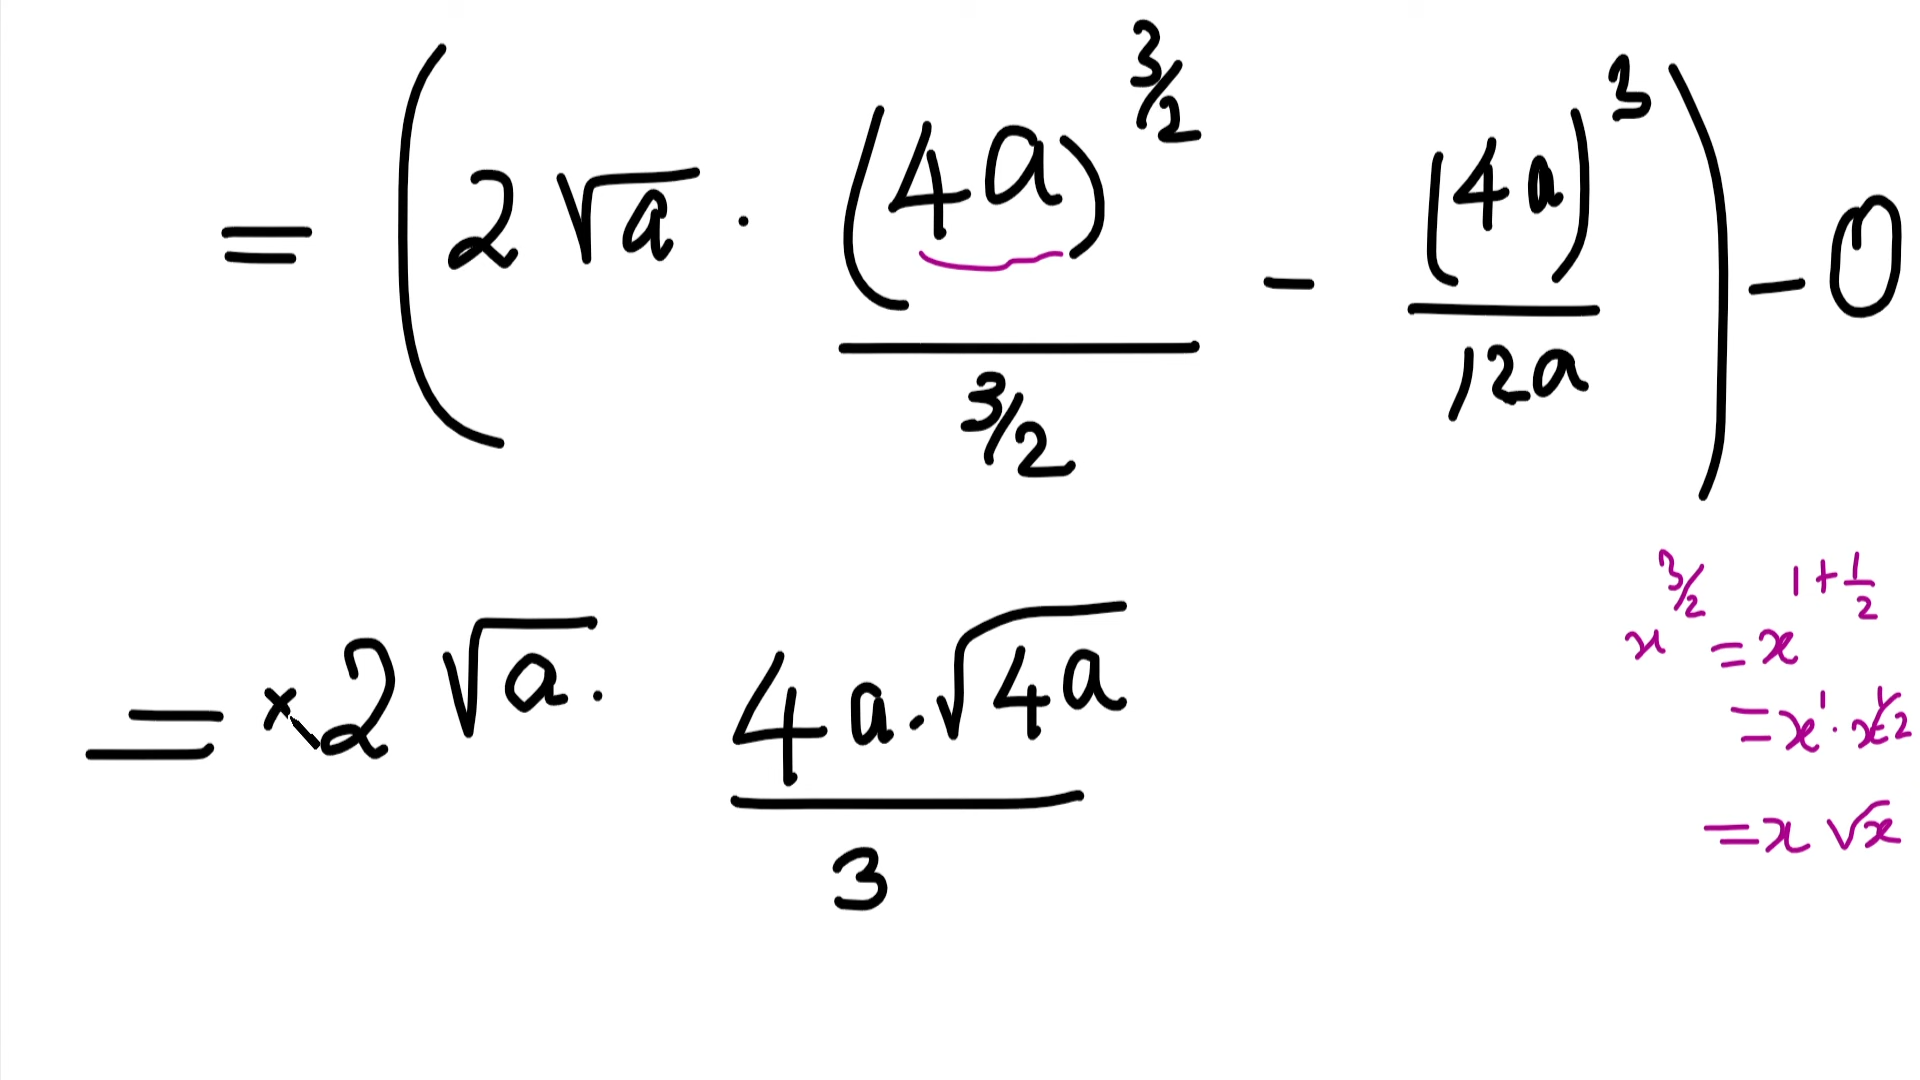 = (2√a · (4a)^3/2 / 3/2 - (4a)^3 / 12a) - 0
x^3/2 = x^1+1/2
= x^1 · x^1/2
= x √x
= ×2 √a · 4a·√4a / 3